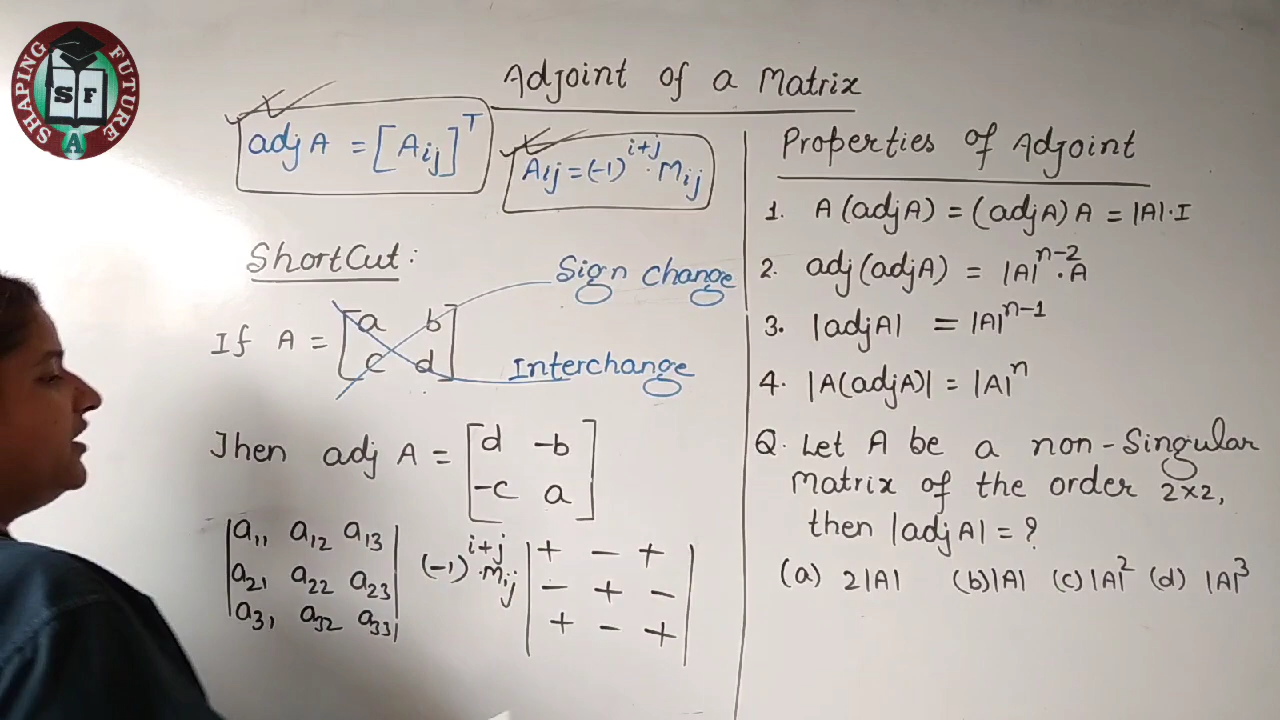 SHAPING FUTURE
S F
A
Adjoint of a Matrix
adj A = [Aij]ᵀ
Aij = (-1)^{i+j} · Mij
ShortCut:
Sign change
If A = [a b
c d]
Interchange
Then adj A = [d -b
-c a]
|a₁₁ a₁₂ a₁₃
a₂₁ a₂₂ a₂₃
a₃₁ a₃₂ a₃₃|
(-1)^{i+j} · Mij
|+ - +
- + -
+ - +|
Properties of Adjoint
1. A(adjA) = (adjA)A = |A|·I
2. adj(adjA) = |A|^{n-2}·A
3. |adjA| = |A|^{n-1}
4. |A(adjA)| = |A|^n
Q. Let A be a non-Singular
matrix of the order 2×2,
then |adj A| = ?
(a) 2|A| (b) |A| (c) |A|² (d) |A|³